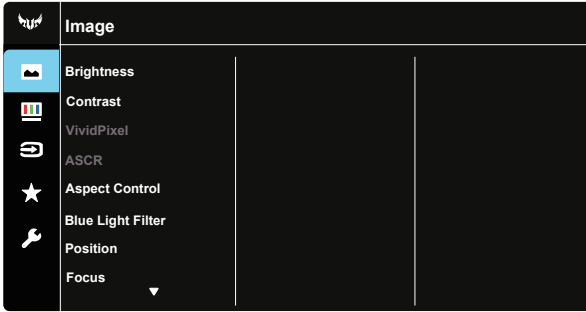 Image
Brightness
Contrast
VividPixel
ASCR
Aspect Control
Blue Light Filter
Position
Focus